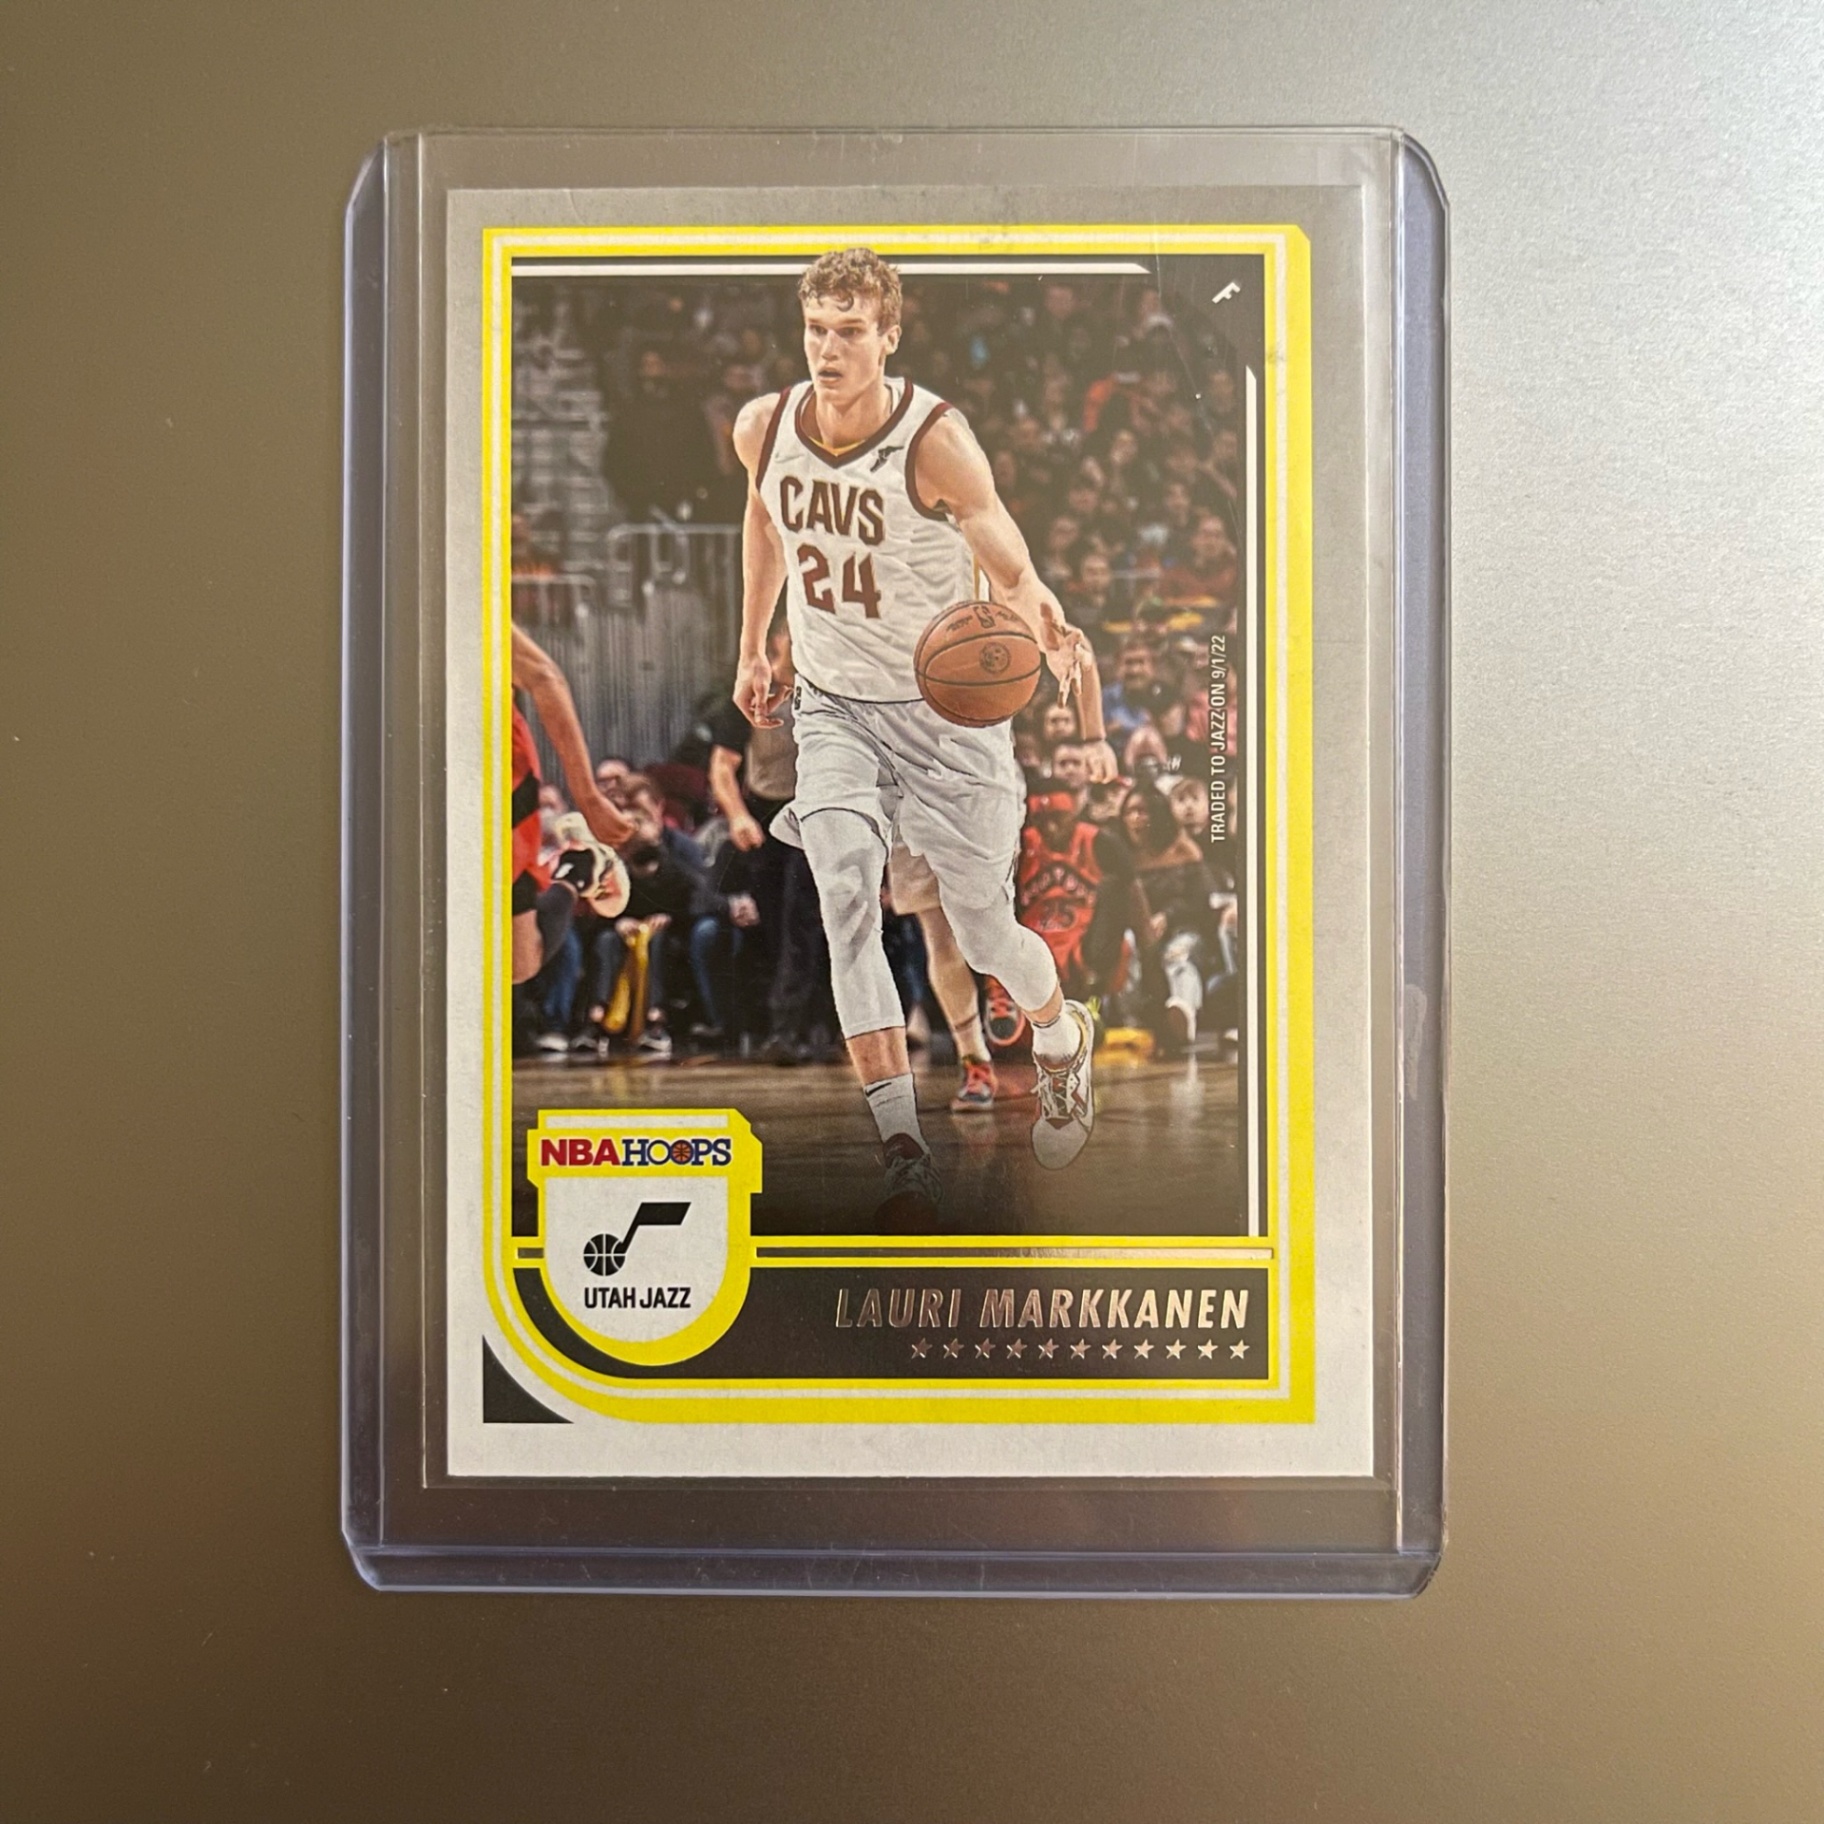 F
CAVS
24
TRADED TO JAZZ ON 9/1/22
NBA HOOPS
UTAH JAZZ
LAURI MARKKANEN